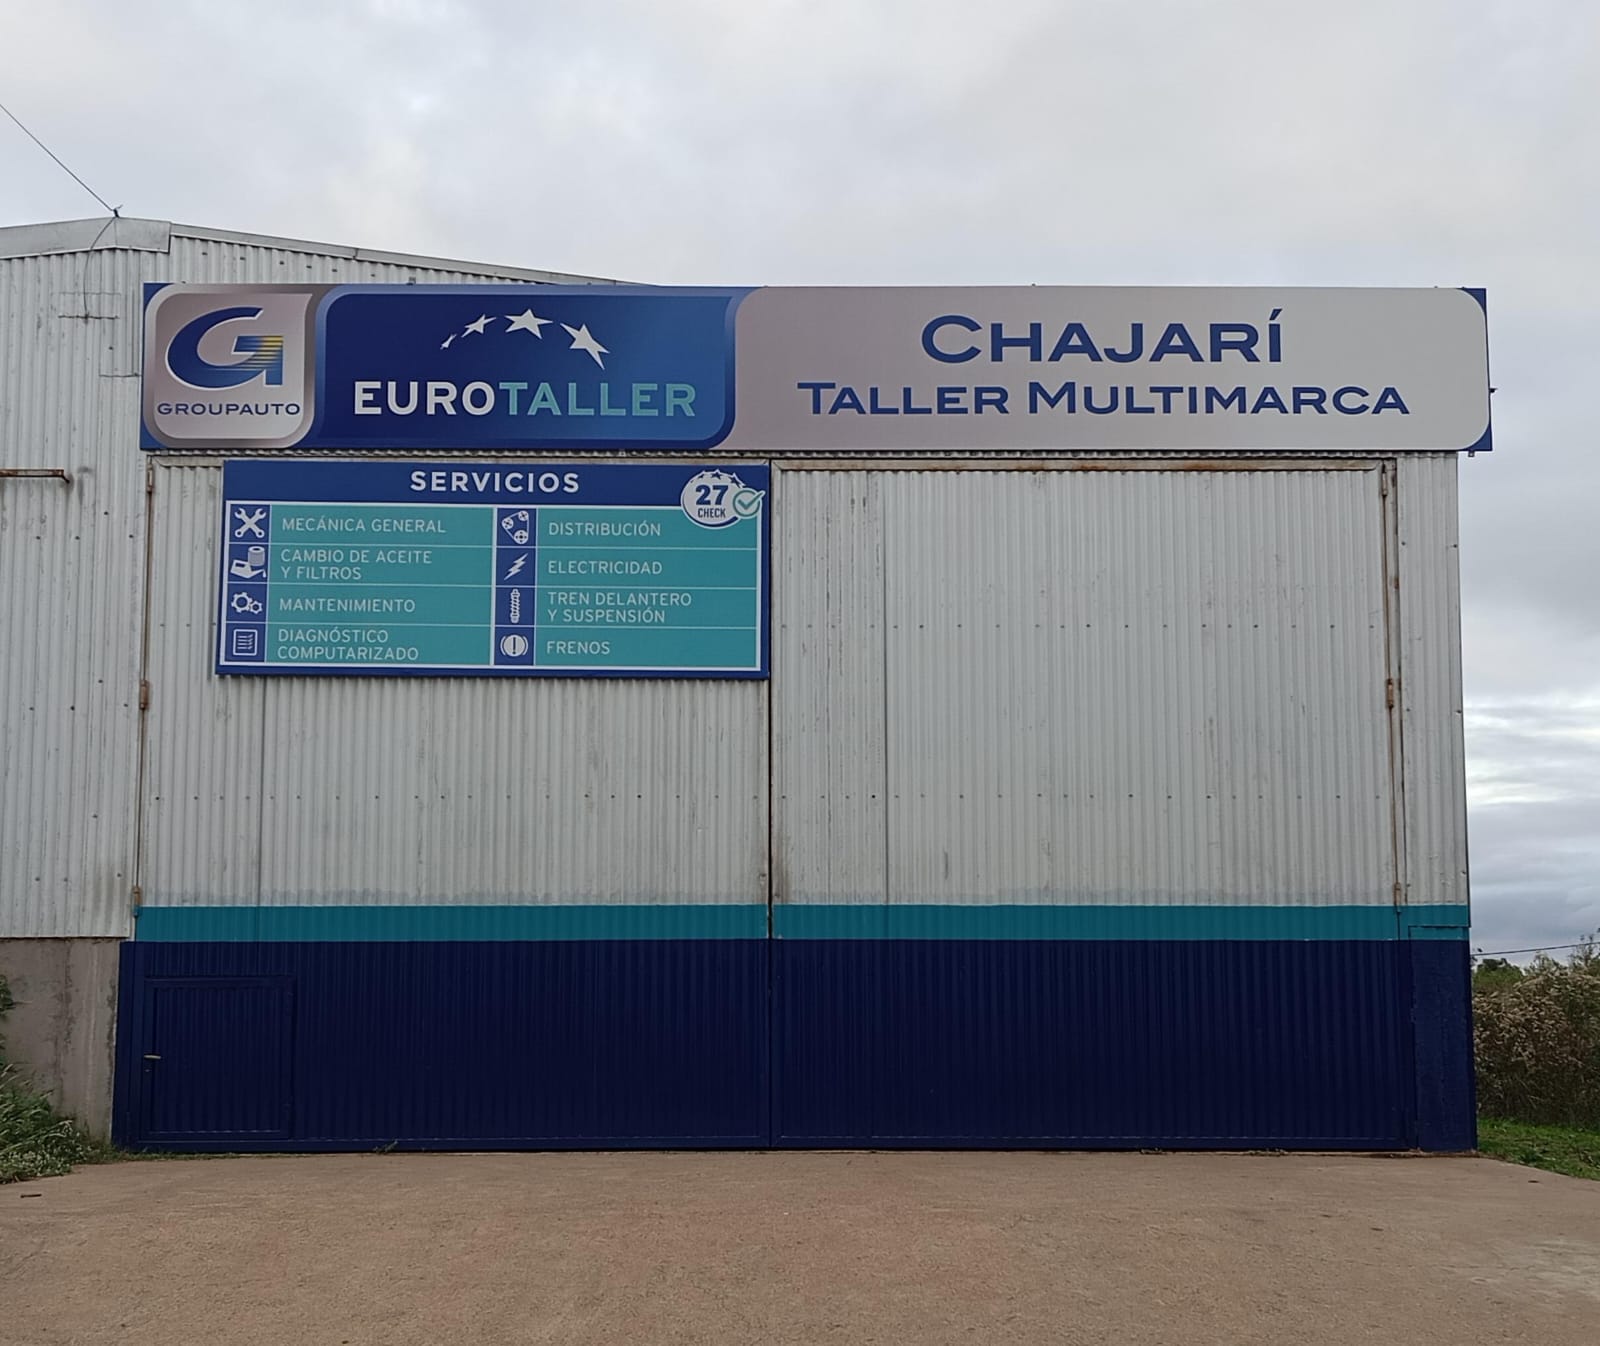 GROUPAUTO
EUROTALLER
CHAJARÍ
TALLER MULTIMARCA
SERVICIOS
27
CHECK
MECÁNICA GENERAL
CAMBIO DE ACEITE
Y FILTROS
MANTENIMIENTO
DIAGNÓSTICO
COMPUTARIZADO
DISTRIBUCIÓN
ELECTRICIDAD
TREN DELANTERO
Y SUSPENSIÓN
FRENOS